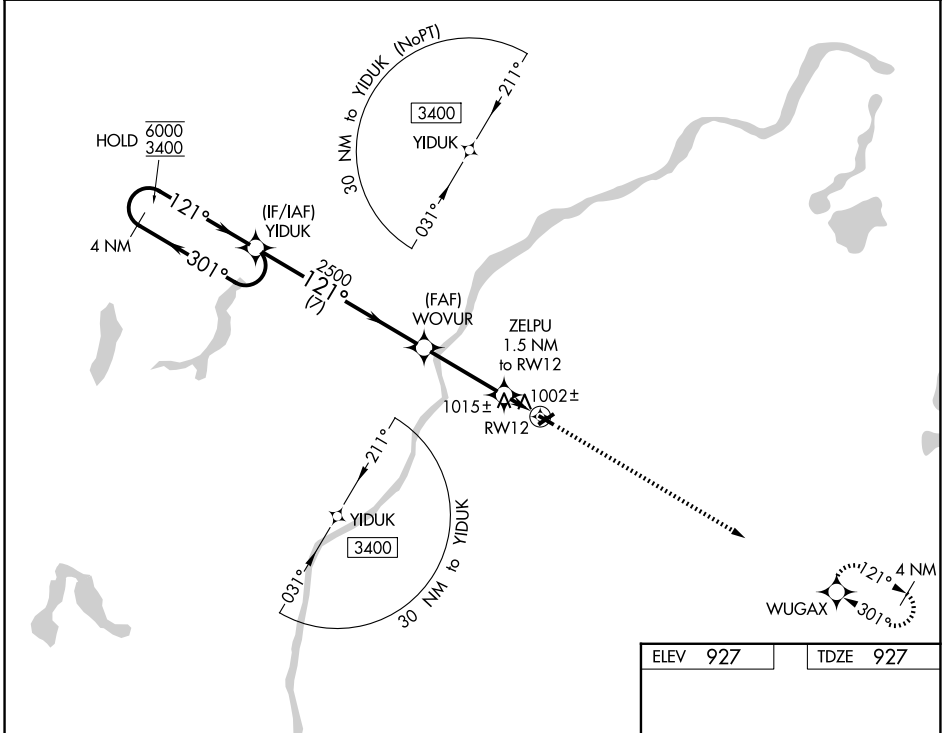 30 NM to YIDUK (NoPT)
211°
3400
YIDUK
031°
HOLD 6000
3400
121°
4 NM
301°
(IF/IAF)
YIDUK
2500
121°
(7)
(FAF)
WOVUR
ZELPU
1.5 NM
to RW12
1015± 1002±
RW12
211°
YIDUK
3400
031°
30 NM to YIDUK
121° 4 NM
WUGAX
301°
ELEV 927 TDZE 927